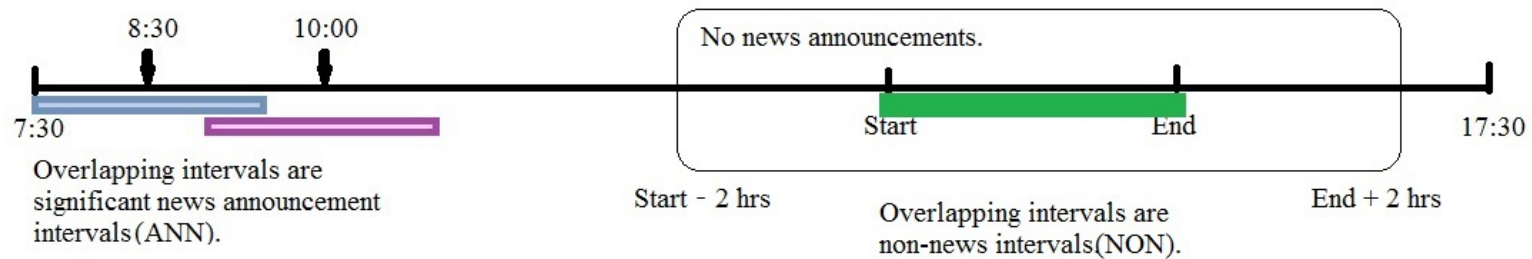 8:30
10:00
No news announcements.
7:30
Start
End
17:30
Overlapping intervals are
significant news announcement
intervals(ANN).
Start - 2 hrs
End + 2 hrs
Overlapping intervals are
non-news intervals(NON).